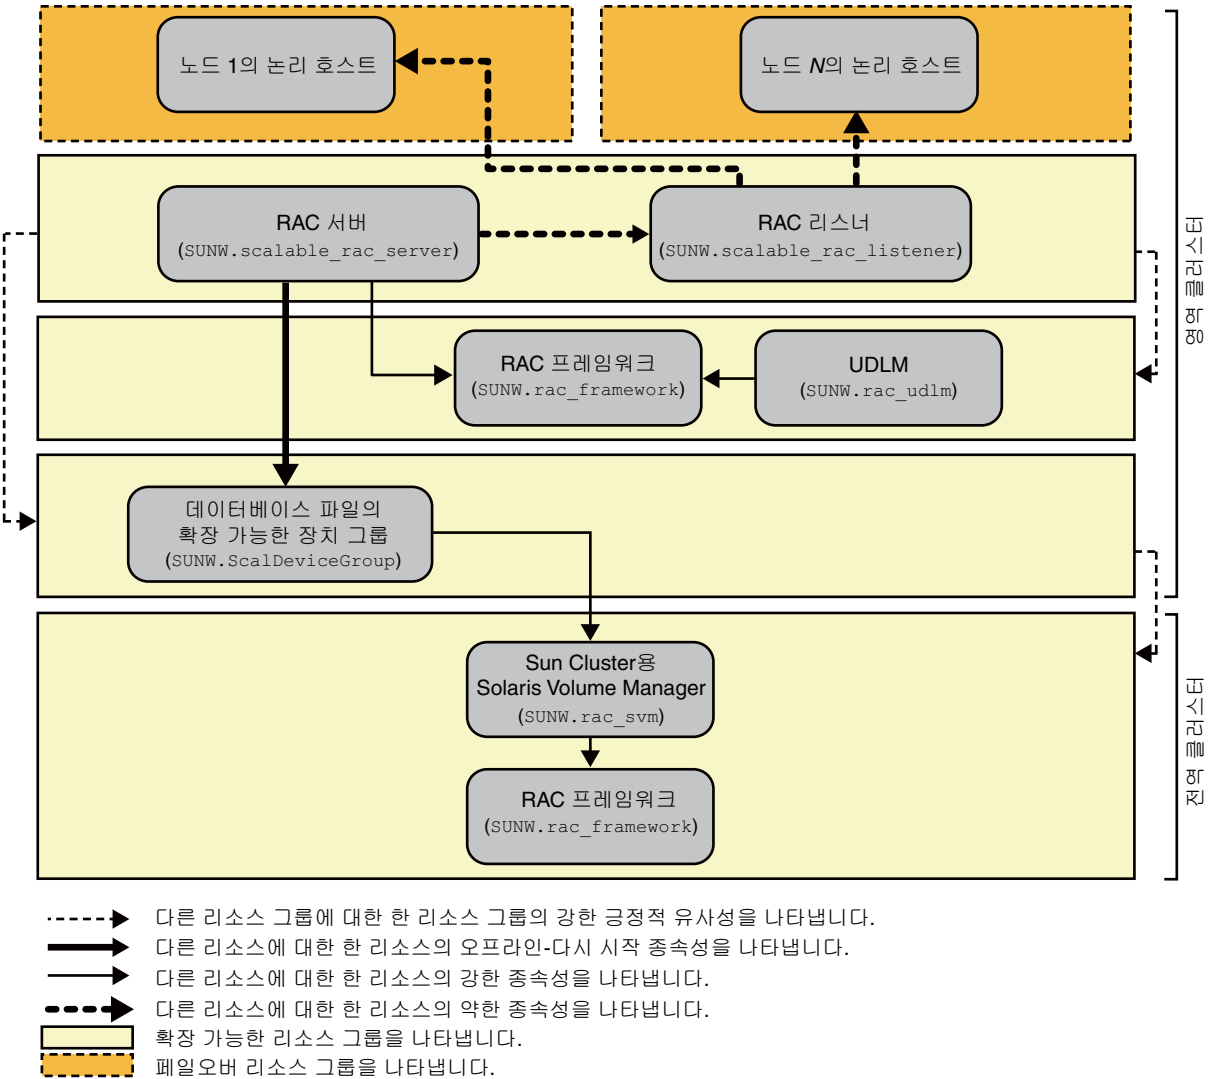 노드 1의 논리 호스트
노드 N의 논리 호스트
RAC 서버
(SUNW.scalable_rac_server)
RAC 리스너
(SUNW.scalable_rac_listener)
RAC 프레임워크
(SUNW.rac_framework)
UDLM
(SUNW.rac_udlm)
데이터베이스 파일의
확장 가능한 장치 그룹
(SUNW.ScalDeviceGroup)
영역 클러스터
Sun Cluster용
Solaris Volume Manager
(SUNW.rac_svm)
RAC 프레임워크
(SUNW.rac_framework)
전역 클러스터
다른 리소스 그룹에 대한 한 리소스 그룹의 강한 긍정적 유사성을 나타냅니다.
다른 리소스에 대한 한 리소스의 오프라인-다시 시작 종속성을 나타냅니다.
다른 리소스에 대한 한 리소스의 강한 종속성을 나타냅니다.
다른 리소스에 대한 한 리소스의 약한 종속성을 나타냅니다.
확장 가능한 리소스 그룹을 나타냅니다.
페일오버 리소스 그룹을 나타냅니다.